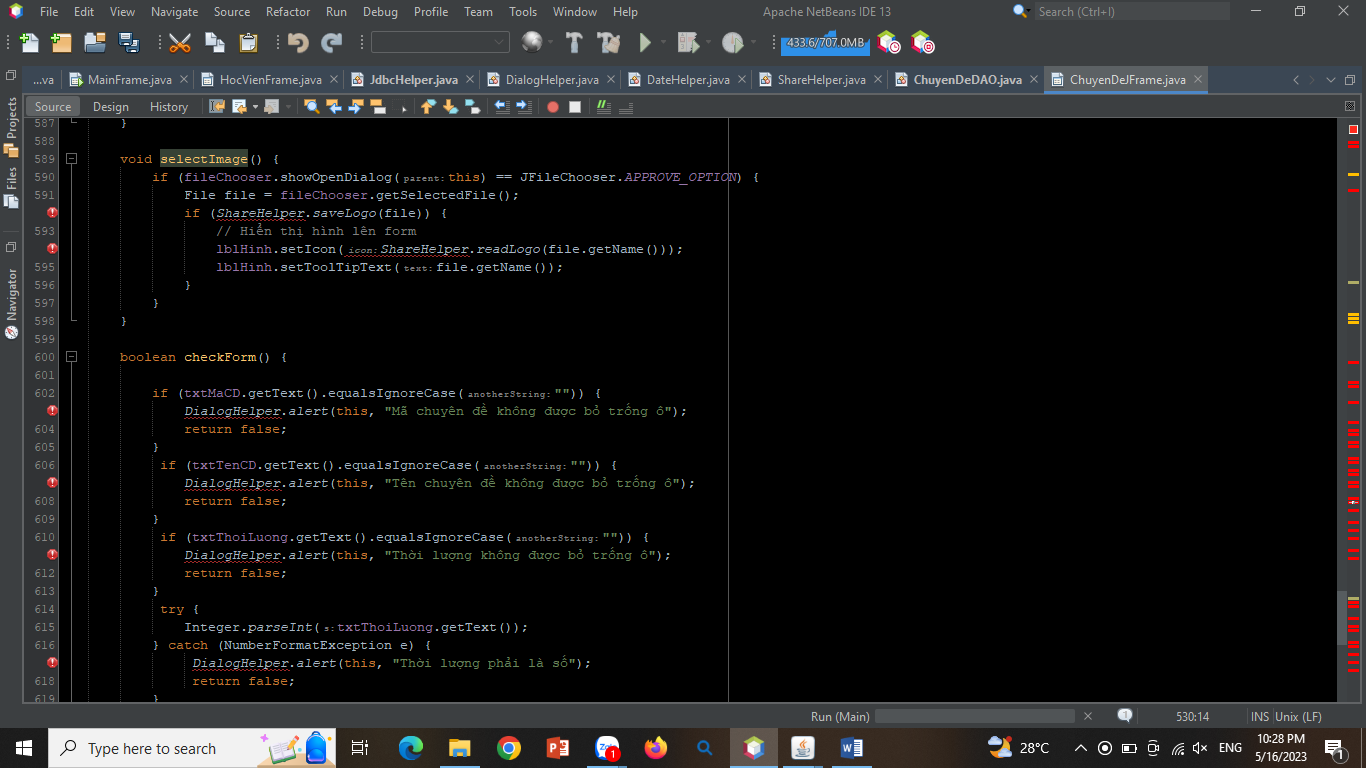 File Edit View Navigate Source Refactor Run Debug Profile Team Tools Window Help Apache NetBeans IDE 13 Search (Ctrl+I)
433.6/707.0MB
...va MainFrame.java HocVienFrame.java JdbcHelper.java DialogHelper.java DateHelper.java ShareHelper.java ChuyenDeDAO.java ChuyenDeJFrame.java
Source Design History
Projects
Files
Navigator
587 }
588
589 void selectImage() {
590 if (fileChooser.showOpenDialog(parent:this) == JFileChooser.APPROVE_OPTION) {
591 File file = fileChooser.getSelectedFile();
if (ShareHelper.saveLogo(file)) {
593 // Hiển thị hình lên form
lblHinh.setIcon(icon:ShareHelper.readLogo(file.getName()));
595 lblHinh.setToolTipText(text:file.getName());
596 }
597 }
598 }
599
600 boolean checkForm() {
601
602 if (txtMaCD.getText().equalsIgnoreCase(anotherString:"")) {
DialogHelper.alert(this, "Mã chuyên đề không được bỏ trống ô");
604 return false;
605 }
606 if (txtTenCD.getText().equalsIgnoreCase(anotherString:"")) {
DialogHelper.alert(this, "Tên chuyên đề không được bỏ trống ô");
608 return false;
609 }
610 if (txtThoiLuong.getText().equalsIgnoreCase(anotherString:"")) {
DialogHelper.alert(this, "Thời lượng không được bỏ trống ô");
612 return false;
613 }
614 try {
615 Integer.parseInt(s:txtThoiLuong.getText());
616 } catch (NumberFormatException e) {
DialogHelper.alert(this, "Thời lượng phải là số");
618 return false;
619 }
Run (Main) 1 530:14 INS Unix (LF)
Type here to search 1 28°C ENG 10:28 PM
5/16/2023 1